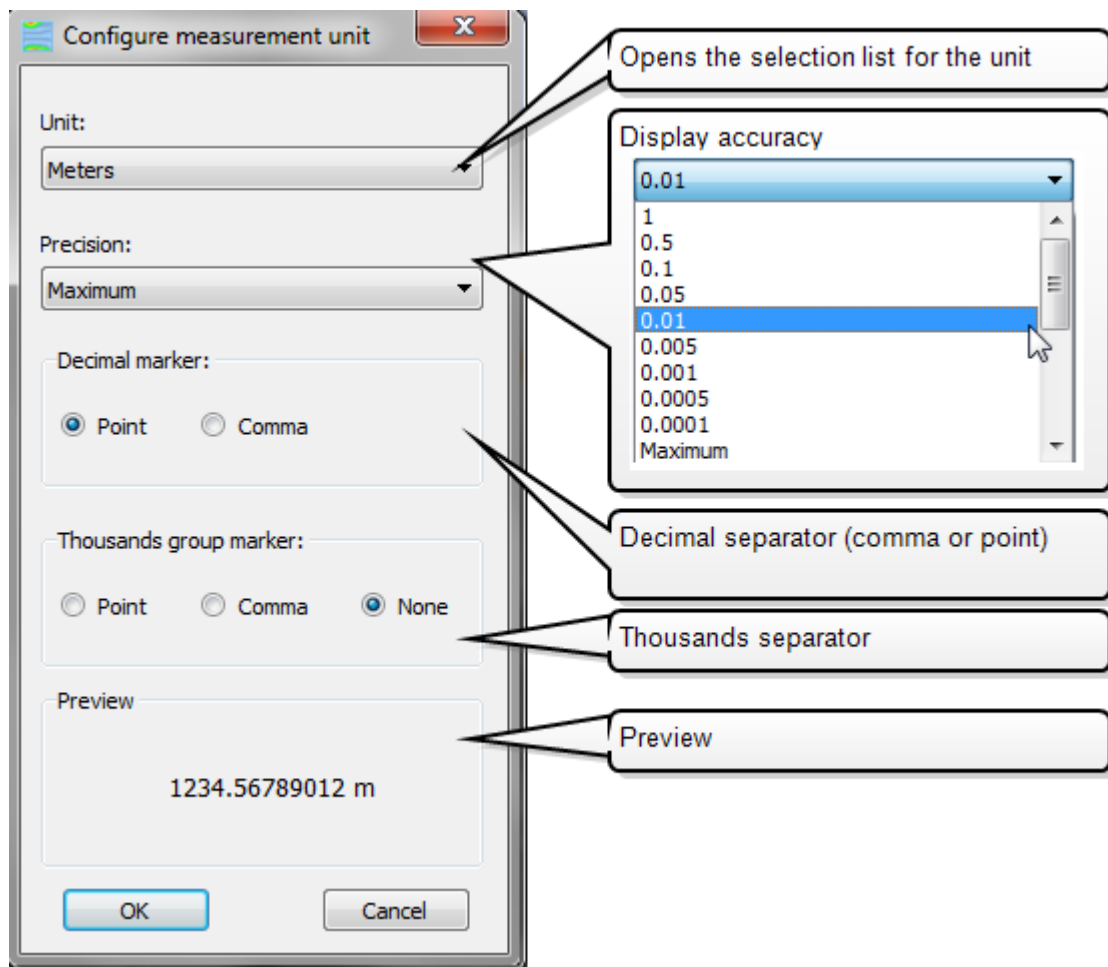 Configure measurement unit
Unit:
Meters
Precision:
Maximum
Decimal marker:
Point Comma
Thousands group marker:
Point Comma None
Preview
1234.56789012 m
OK Cancel
Opens the selection list for the unit
Display accuracy
0.01
1
0.5
0.1
0.05
0.01
0.005
0.001
0.0005
0.0001
Maximum
Decimal separator (comma or point)
Thousands separator
Preview